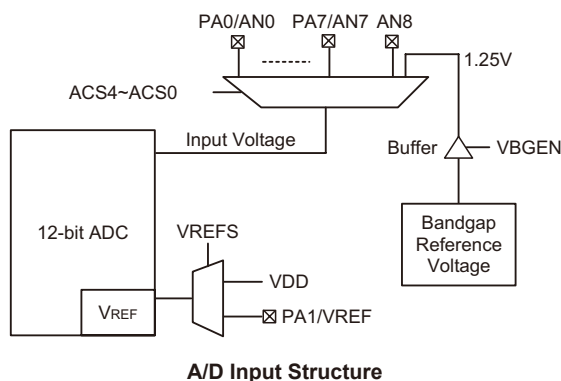 PA0/AN0 PA7/AN7 AN8
1.25V
ACS4~ACS0
Input Voltage
Buffer VBGEN
12-bit ADC
VREFS
Bandgap
Reference
Voltage
VDD
VREF
PA1/VREF
A/D Input Structure